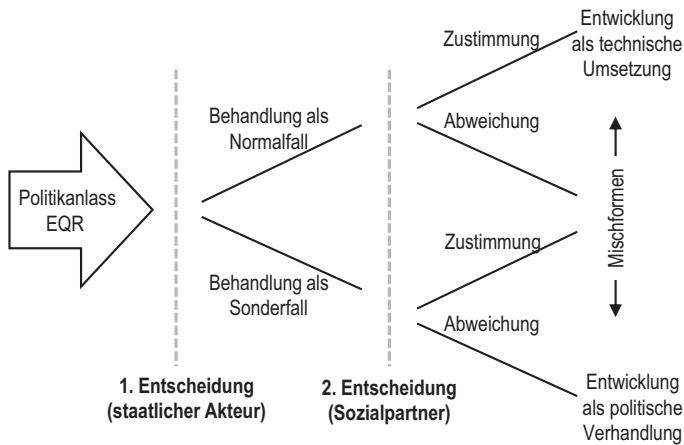 Politikanlass
EQR
Behandlung als
Normalfall
Behandlung als
Sonderfall
1. Entscheidung
(staatlicher Akteur)
2. Entscheidung
(Sozialpartner)
Zustimmung
Abweichung
Zustimmung
Abweichung
Entwicklung
als technische
Umsetzung
Mischformen
Entwicklung
als politische
Verhandlung